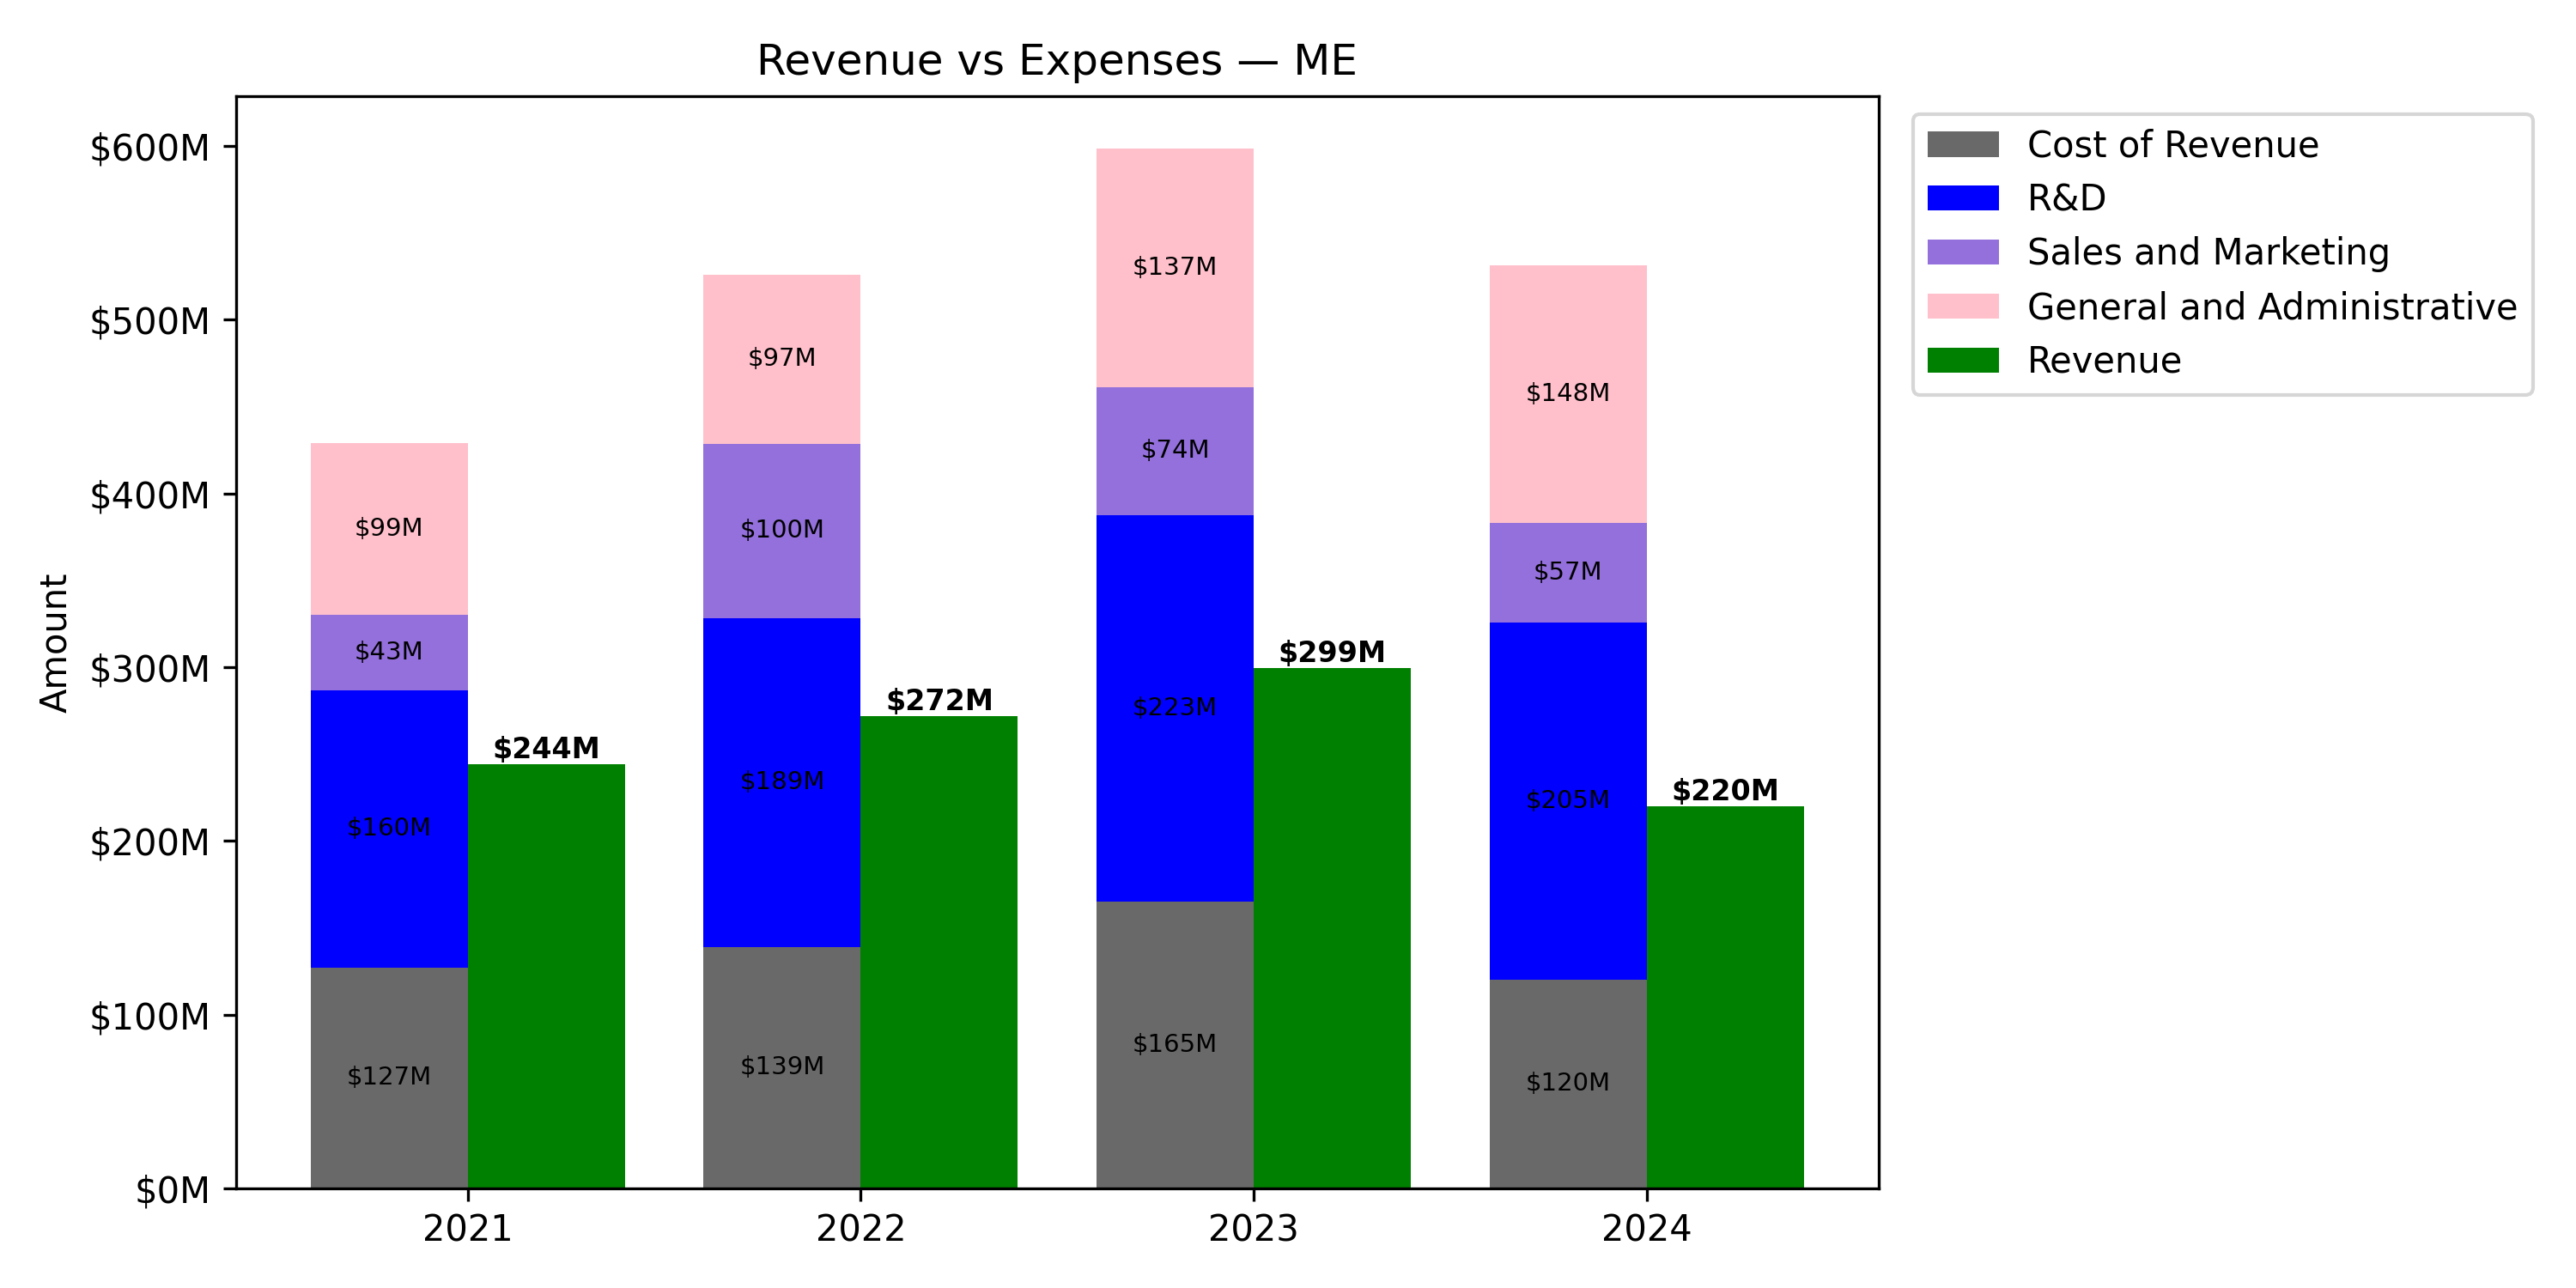 Revenue vs Expenses — ME
Amount
$600M
$500M
$400M
$300M
$200M
$100M
$0M
$99M
$43M
$160M
$127M
$244M
$97M
$100M
$189M
$139M
$272M
$137M
$74M
$223M
$165M
$299M
$148M
$57M
$205M
$120M
$220M
2021
2022
2023
2024
Cost of Revenue
R&D
Sales and Marketing
General and Administrative
Revenue